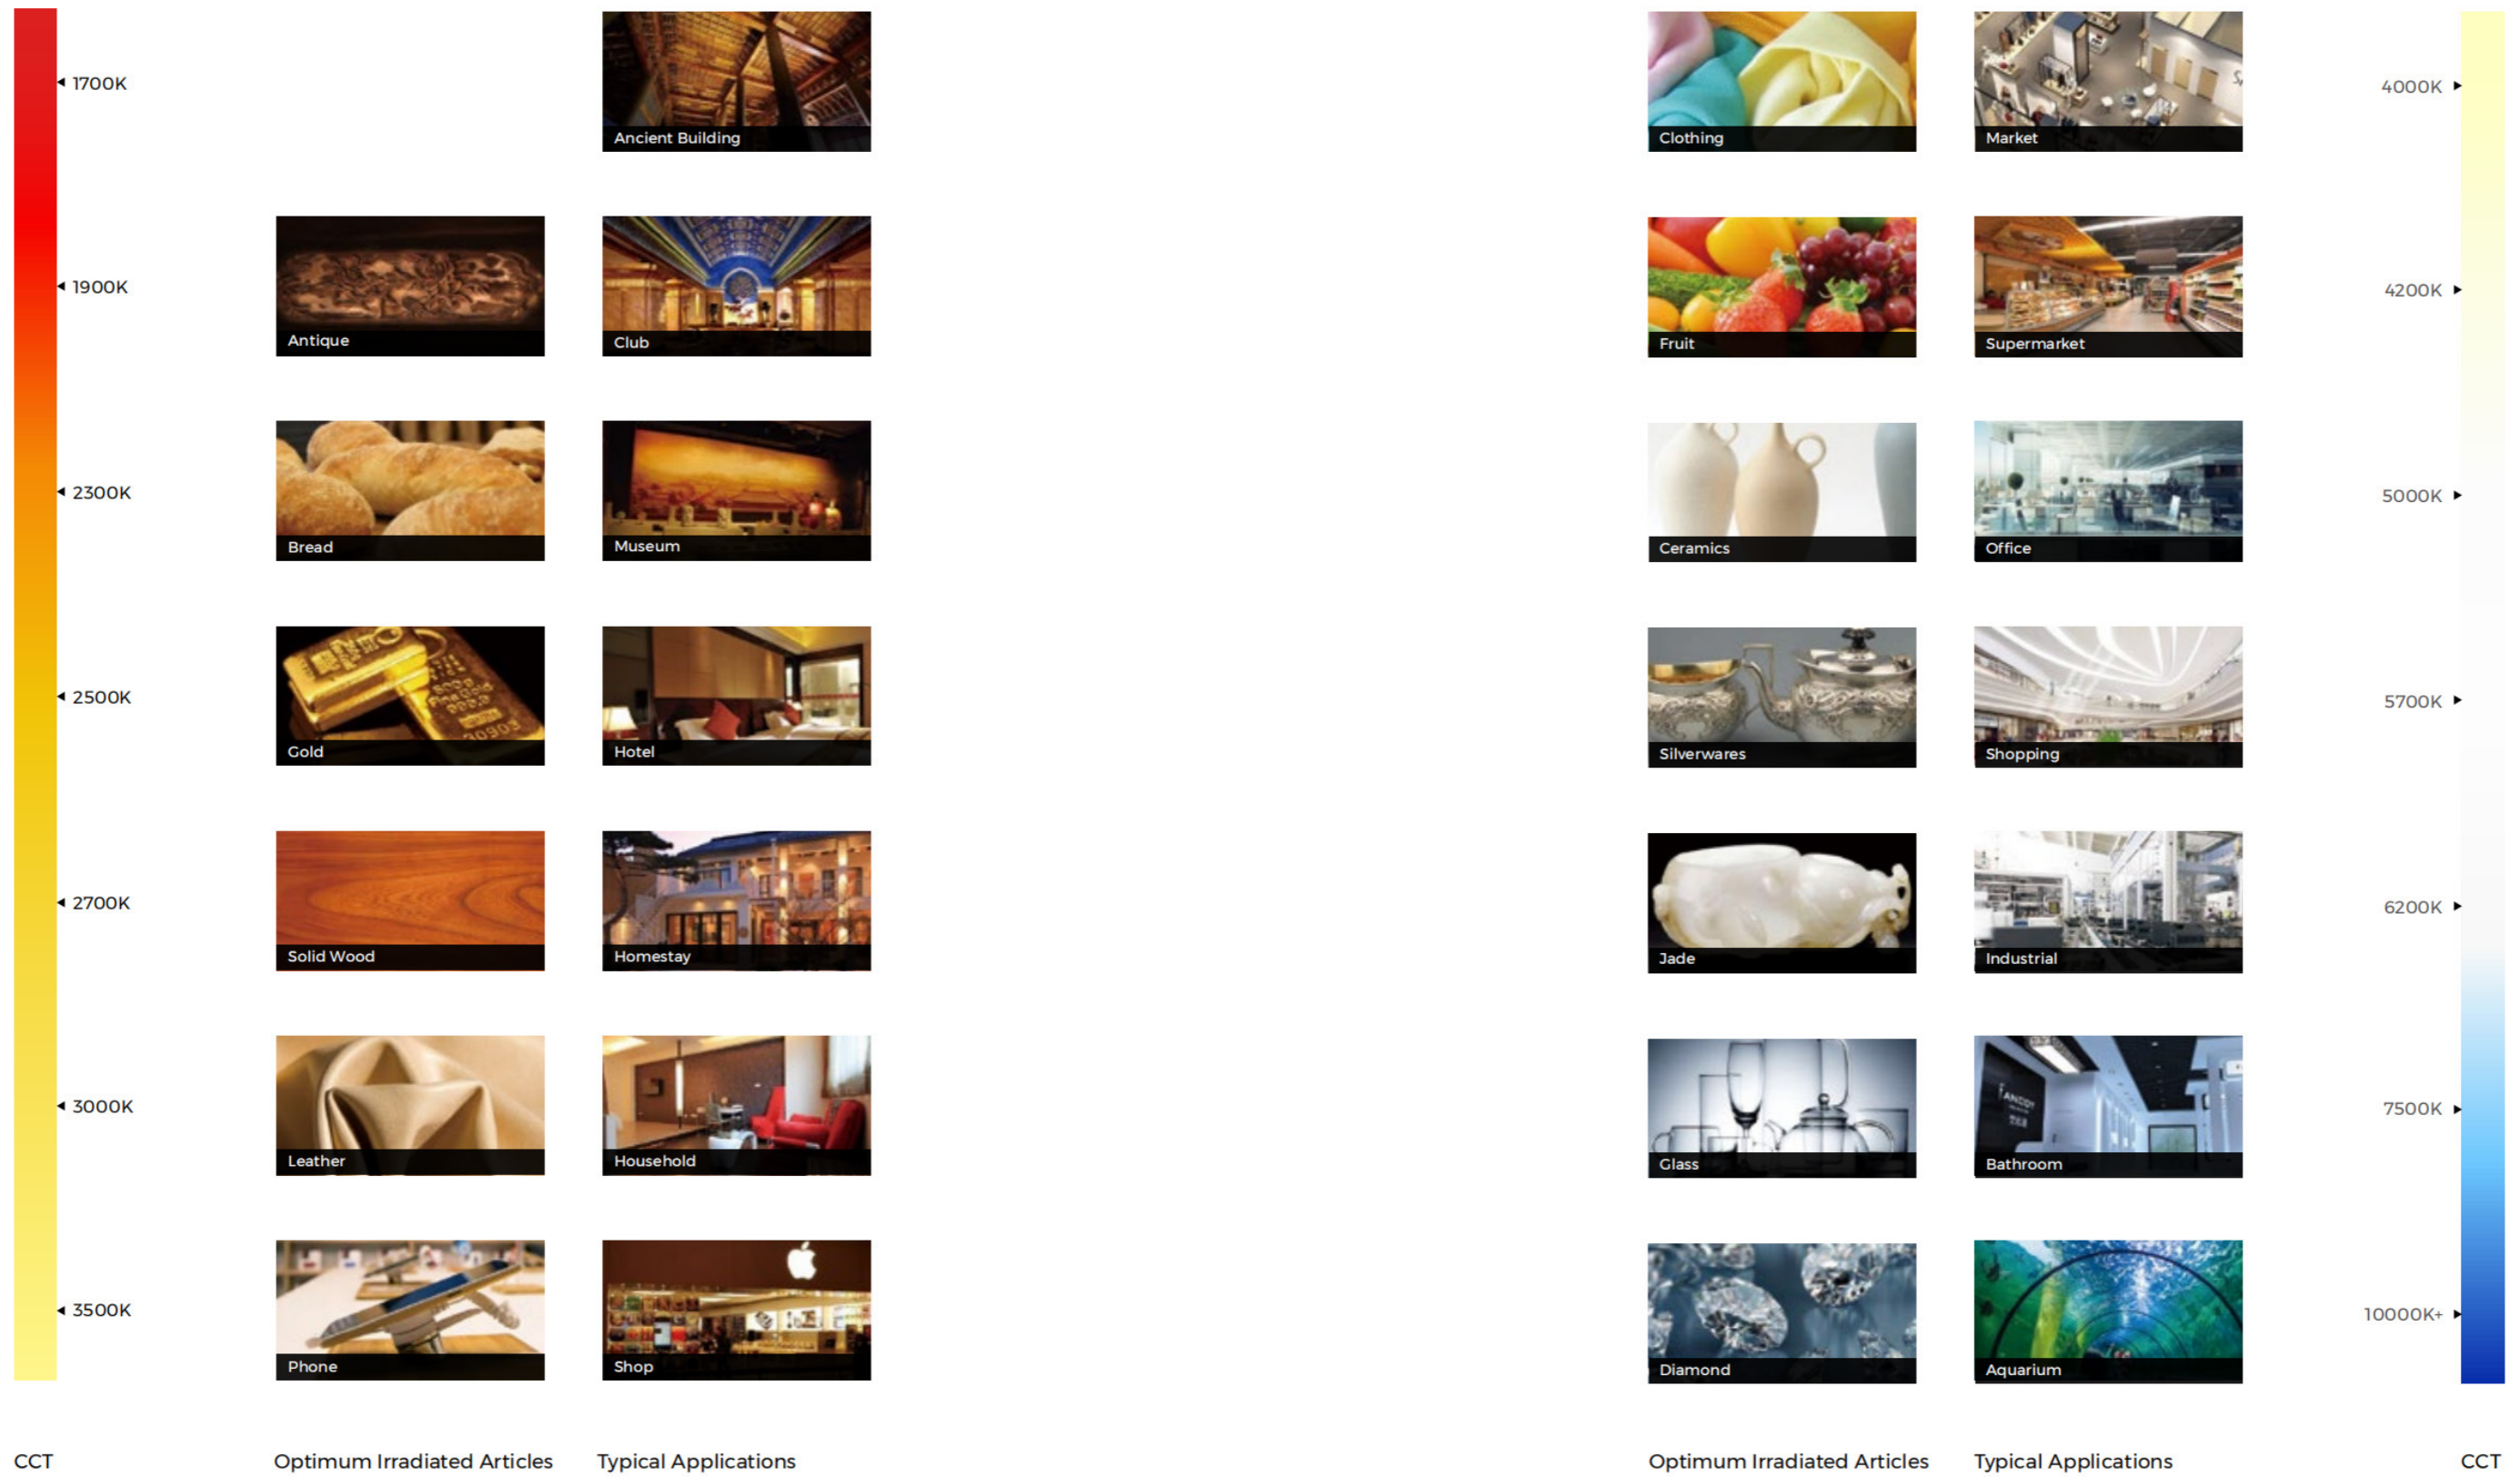 1700K
Ancient Building
1900K
Antique
Club
2300K
Bread
Museum
2500K
Gold
Hotel
2700K
Solid Wood
Homestay
3000K
Leather
Household
3500K
Phone
Shop
CCT
Optimum Irradiated Articles
Typical Applications
Clothing
Market
4000K
Fruit
Supermarket
4200K
Ceramics
Office
5000K
Silverwares
Shopping
5700K
Jade
Industrial
6200K
Glass
Bathroom
7500K
Diamond
Aquarium
10000K+
Optimum Irradiated Articles
Typical Applications
CCT